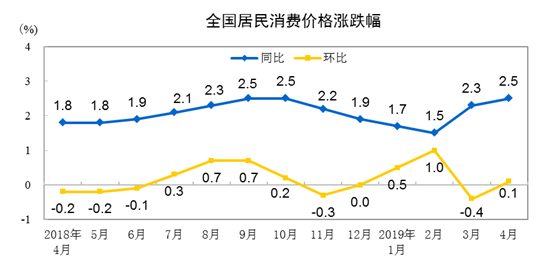 全国居民消费价格涨跌幅
(%)
同比 环比
4
3
2
1
0
-1
1.8 1.8 1.9 2.1 2.3 2.5 2.5 2.2 1.9 1.7 1.5 2.3 2.5
-0.2 -0.2 -0.1 0.3 0.7 0.7 0.2 -0.3 0.0 0.5 1.0 -0.4 0.1
2018年 5月 6月 7月 8月 9月 10月 11月 12月 2019年 2月 3月 4月
4月 1月